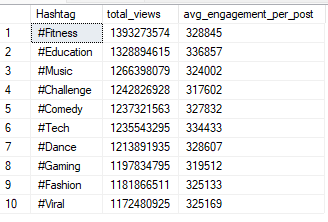 Hashtag total_views avg_engagement_per_post
1 #Fitness 1393273574 328845
2 #Education 1328894615 336857
3 #Music 1266398079 324002
4 #Challenge 1242826928 317602
5 #Comedy 1237321563 327832
6 #Tech 1235543295 334433
7 #Dance 1213891935 328607
8 #Gaming 1197834795 319512
9 #Fashion 1181866511 325133
10 #Viral 1172480925 325169